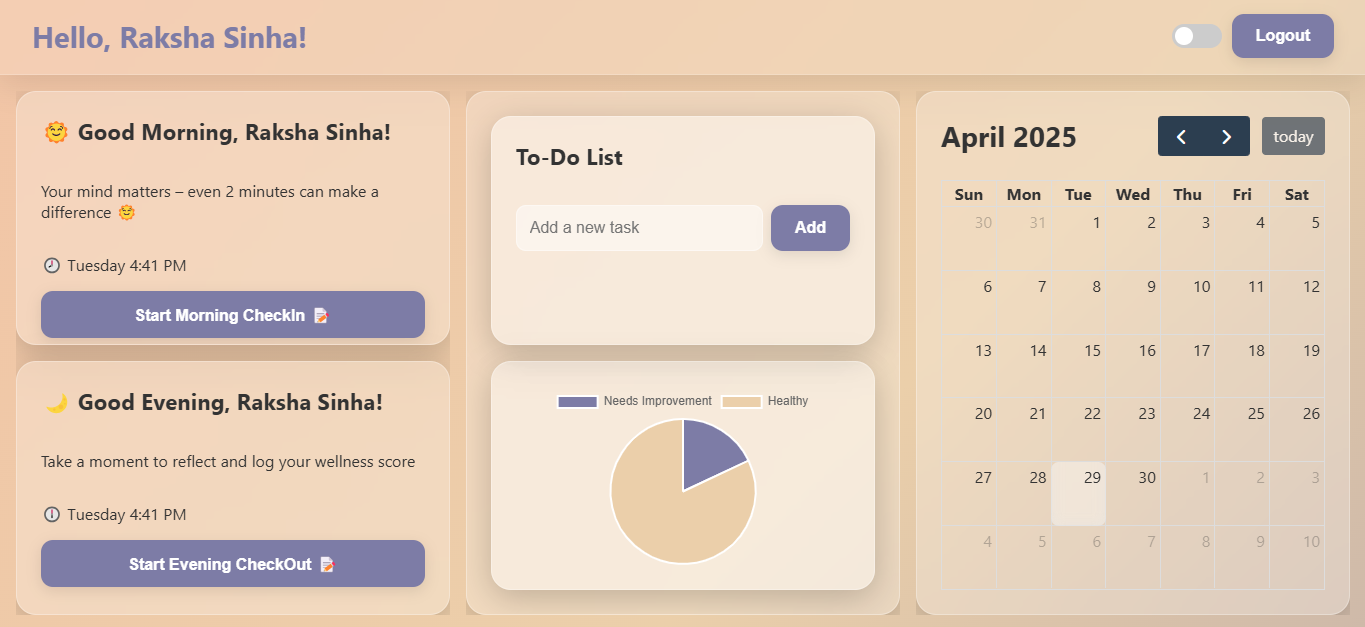 Hello, Raksha Sinha!
Logout
🌞 Good Morning, Raksha Sinha!
Your mind matters – even 2 minutes can make a
difference 🌞
🕗 Tuesday 4:41 PM
Start Morning CheckIn 📝
🌙 Good Evening, Raksha Sinha!
Take a moment to reflect and log your wellness score
🕕 Tuesday 4:41 PM
Start Evening CheckOut 📝
To-Do List
Add a new task Add
Needs Improvement Healthy
April 2025 today
Sun Mon Tue Wed Thu Fri Sat
30 31 1 2 3 4 5
6 7 8 9 10 11 12
13 14 15 16 17 18 19
20 21 22 23 24 25 26
27 28 29 30 1 2 3
4 5 6 7 8 9 10